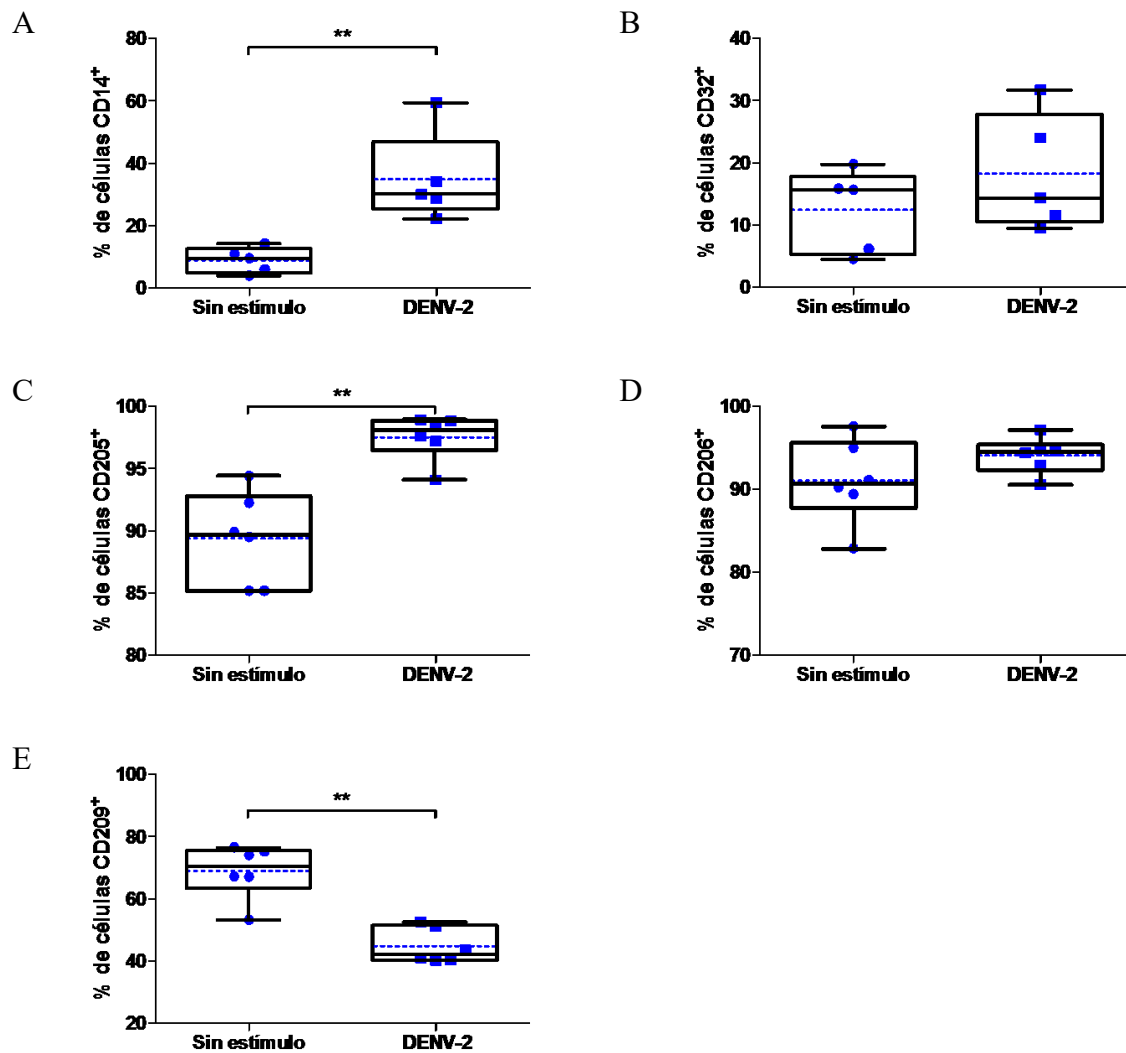 A
% de células CD14+
80
60
40
20
0
**
Sin estímulo
DENV-2
B
% de células CD32+
40
30
20
10
0
Sin estímulo
DENV-2
C
% de células CD205+
100
95
90
85
80
**
Sin estímulo
DENV-2
D
% de células CD206+
100
90
80
70
Sin estímulo
DENV-2
E
% de células CD209+
100
80
60
40
20
**
Sin estímulo
DENV-2